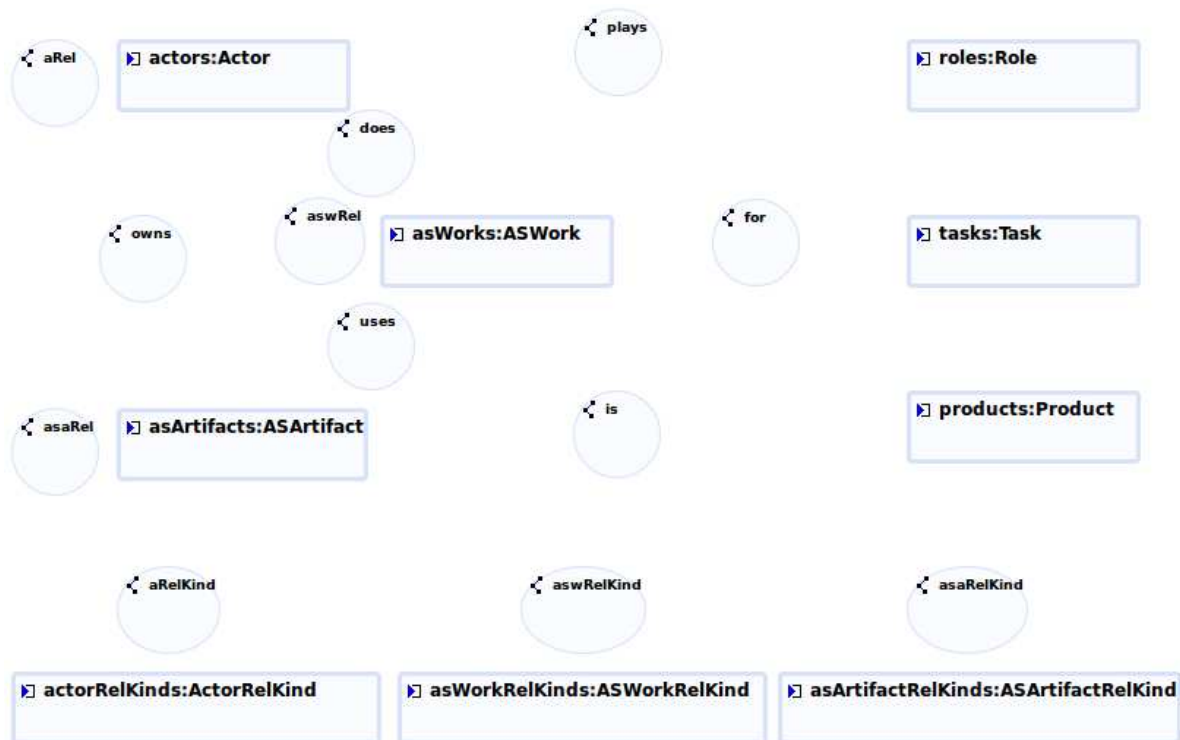 plays
aRel
actors:Actor
roles:Role
does
aswRel
owns
asWorks:ASWork
for
tasks:Task
uses
is
products:Product
asaRel
asArtifacts:ASArtifact
aRelKind
aswRelKind
asaRelKind
actorRelKinds:ActorRelKind
asWorkRelKinds:ASWorkRelKind
asArtifactRelKinds:ASArtifactRelKind